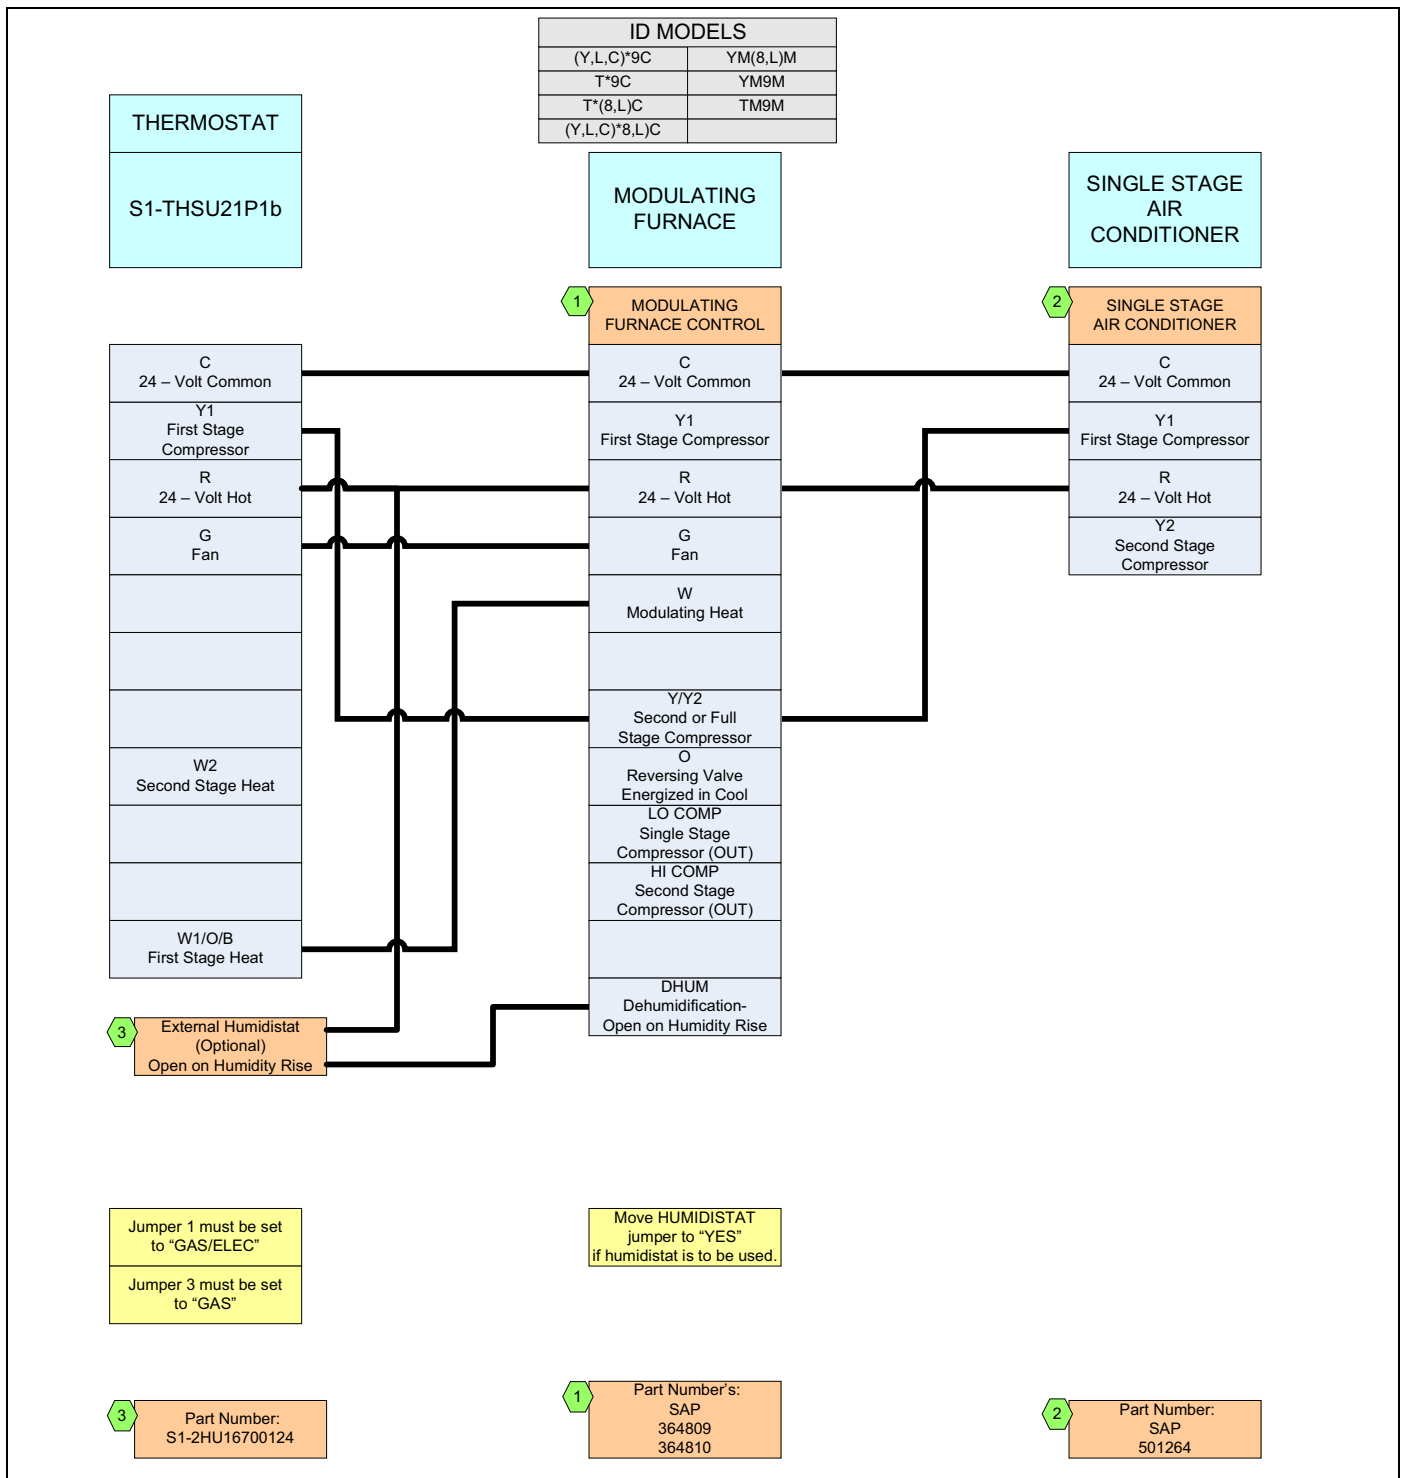 ID MODELS
(Y,L,C)*9C YM(8,L)M
T*9C YM9M
T*(8,L)C TM9M
(Y,L,C)*8,L)C
THERMOSTAT
S1-THSU21P1b
MODULATING
FURNACE
SINGLE STAGE
AIR
CONDITIONER
1
MODULATING
FURNACE CONTROL
2
SINGLE STAGE
AIR CONDITIONER
C
24 – Volt Common
Y1
First Stage
Compressor
R
24 – Volt Hot
G
Fan
W2
Second Stage Heat
W1/O/B
First Stage Heat
3
External Humidistat
(Optional)
Open on Humidity Rise
C
24 – Volt Common
Y1
First Stage Compressor
R
24 – Volt Hot
G
Fan
W
Modulating Heat
Y/Y2
Second or Full
Stage Compressor
O
Reversing Valve
Energized in Cool
LO COMP
Single Stage
Compressor (OUT)
HI COMP
Second Stage
Compressor (OUT)
DHUM
Dehumidification-
Open on Humidity Rise
C
24 – Volt Common
Y1
First Stage Compressor
R
24 – Volt Hot
Y2
Second Stage
Compressor
Jumper 1 must be set
to “GAS/ELEC”
Jumper 3 must be set
to “GAS”
Move HUMIDISTAT
jumper to “YES”
if humidistat is to be used.
3
Part Number:
S1-2HU16700124
1
Part Number’s:
SAP
364809
364810
2
Part Number:
SAP
501264